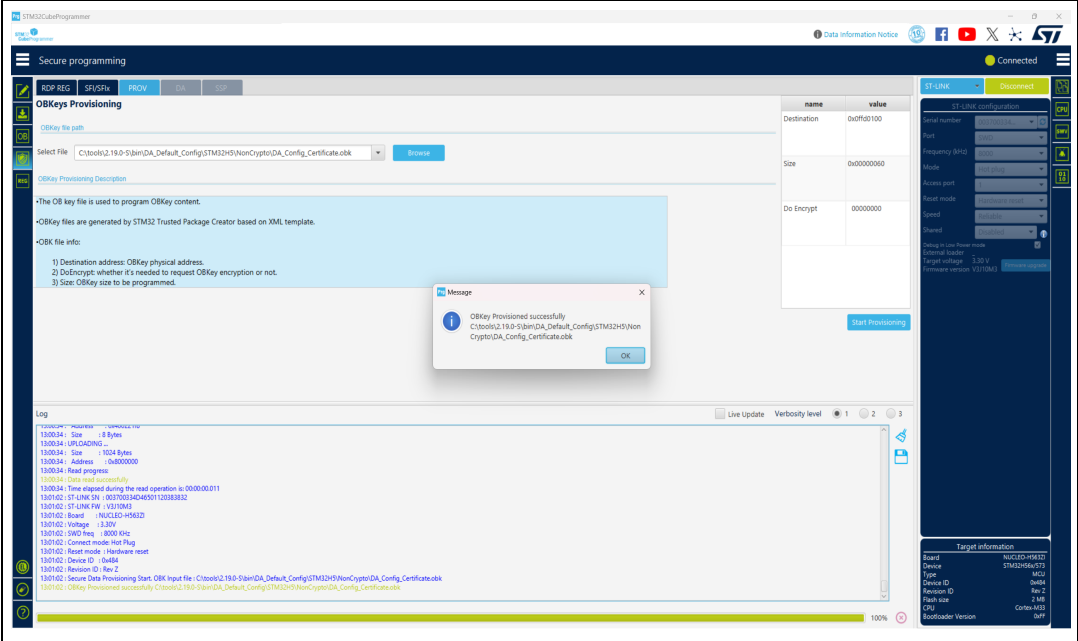 STM32CubeProgrammer
STM32
CubeProgrammer
Data Information Notice
Secure programming
Connected
RDP REG
SFI/SFIx
PROV
DA
SSP
OBKeys Provisioning
OBKey file path
Select File
C:\tools\2.19.0-S\bin\DA_Default_Config\STM32H5\NonCrypto\DA_Config_Certificate.obk
Browse
OBKey Provisioning Description
•The OB key file is used to program OBKey content.
•OBKey files are generated by STM32 Trusted Package Creator based on XML template.
•OBK file info:
1) Destination address: OBKey physical address.
2) DoEncrypt: whether it's needed to request OBKey encryption or not.
3) Size: OBKey size to be programmed.
name value
Destination 0x0ffd0100
Size 0x00000060
Do Encrypt 00000000
Start Provisioning
Message
OBKey Provisioned successfully
C:\tools\2.19.0-S\bin\DA_Default_Config\STM32H5\Non
Crypto\DA_Config_Certificate.obk
OK
Log
Live Update
Verbosity level
1
2
3
13:00:34 : Size : 8 Bytes
13:00:34 : UPLOADING ...
13:00:34 : Size : 1024 Bytes
13:00:34 : Address : 0x8000000
13:00:34 : Read progress:
13:00:34 : Data read successfully
13:00:34 : Time elapsed during the read operation is: 00:00:00.011
13:01:02 : ST-LINK SN : 003700334D46501120383832
13:01:02 : ST-LINK FW : V3J10M3
13:01:02 : Board : NUCLEO-H563ZI
13:01:02 : Voltage : 3.30V
13:01:02 : SWD freq : 8000 KHz
13:01:02 : Connect mode: Hot Plug
13:01:02 : Reset mode : Hardware reset
13:01:02 : Device ID : 0x484
13:01:02 : Revision ID : Rev Z
13:01:02 : Secure Data Provisioning Start. OBK Input file : C:\tools\2.19.0-S\bin\DA_Default_Config\STM32H5\NonCrypto\DA_Config_Certificate.obk
13:01:02 : OBKey Provisioned successfully C:\tools\2.19.0-S\bin\DA_Default_Config\STM32H5\NonCrypto\DA_Config_Certificate.obk
100%
ST-LINK
Disconnect
ST-LINK configuration
Serial number 003700334...
Port SWD
Frequency (kHz) 8000
Mode Hot plug
Access port 1
Reset mode Hardware reset
Speed Reliable
Shared Disabled
Debug in Low Power mode
External loader _
Target voltage 3.30 V
Firmware version V3J10M3
Firmware upgrade
Target information
Board NUCLEO-H563ZI
Device STM32H56x/573
Type MCU
Device ID 0x484
Revision ID Rev Z
Flash size 2 MB
CPU Cortex-M33
Bootloader Version 0xFF
OB
REG
CPU
SWV